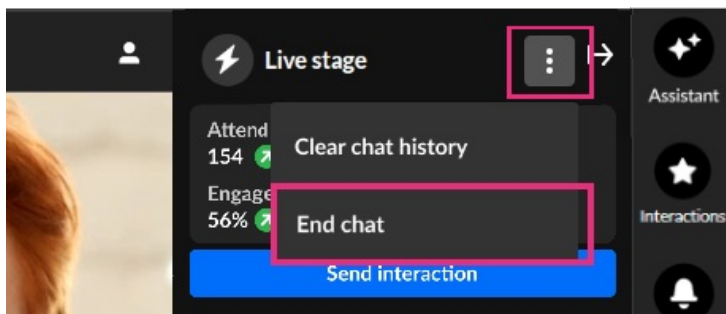 Live stage
Assistant
Attend
154
Clear chat history
Engage
56%
End chat
Interactions
Send interaction